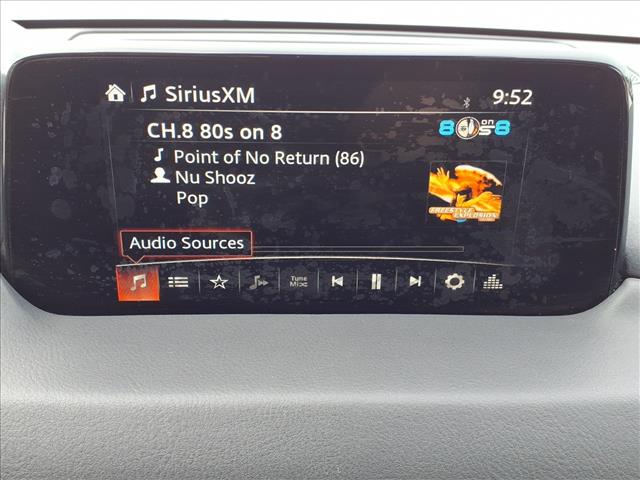 SiriusXM
9:52
CH.8 80s on 8
80s on 8
Point of No Return (86)
Nu Shooz
Pop
FREESTYLE
EXPLOSION
Audio Sources
Tune
Mix